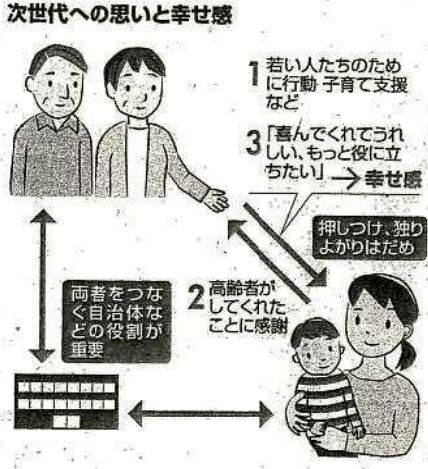 次世代への思いと幸せ感
1 若い人たちのため
に行動 子育て支援
など
3 「喜んでくれてうれ
しい、もっと役に立
ちたい」→幸せ感
押しつけ、独り
よがりはだめ
2 高齢者が
してくれた
ことに感謝
両者をつな
ぐ自治体な
どの役割が
重要